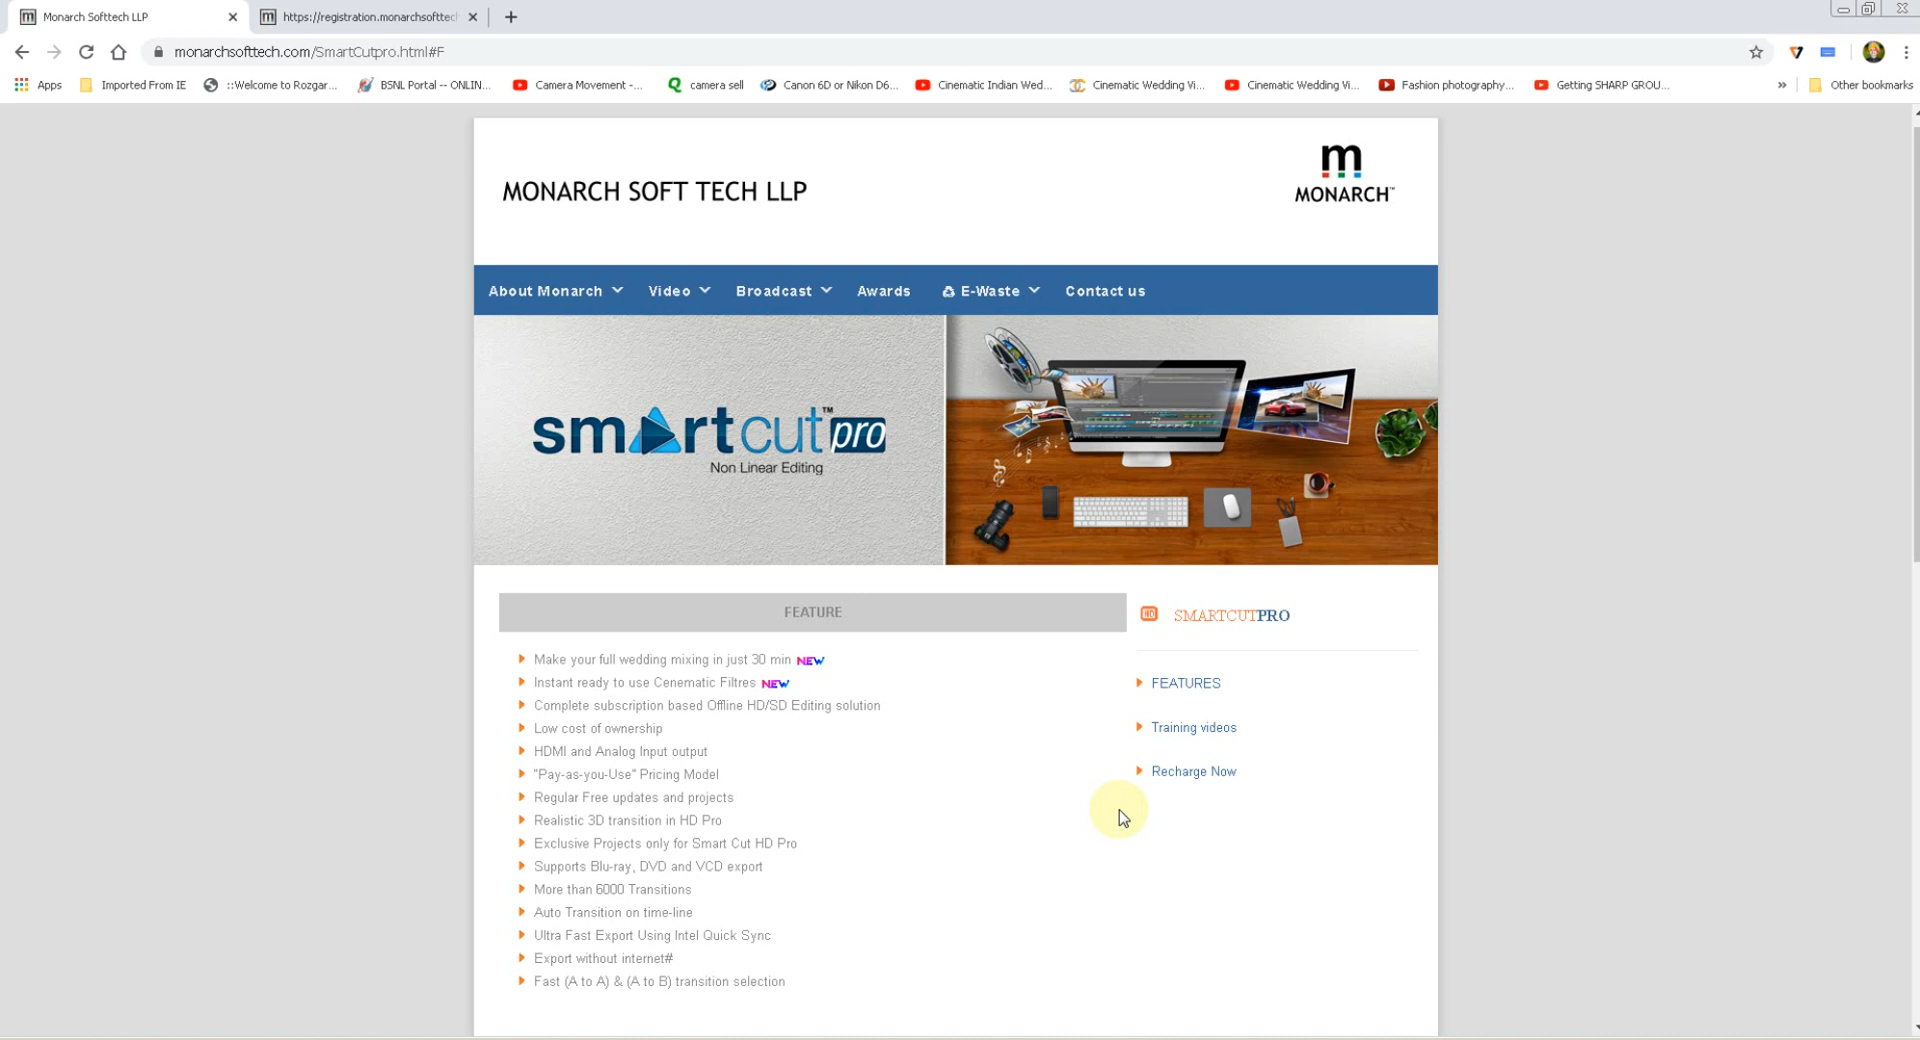 Monarch Softtech LLP
https://registration.monarchsofttec
monarchsofttech.com/SmartCutpro.html#F
Apps
Imported From IE
::Welcome to Rozgar...
BSNL Portal -- ONLIN...
Camera Movement -...
camera sell
Canon 6D or Nikon D6...
Cinematic Indian Wed...
Cinematic Wedding Vi...
Cinematic Wedding Vi...
Fashion photography...
Getting SHARP GROU...
»
Other bookmarks
MONARCH SOFT TECH LLP
m
MONARCH™
About Monarch
Video
Broadcast
Awards
E-Waste
Contact us
smartcut™pro
Non Linear Editing
FEATURE
Make your full wedding mixing in just 30 min NEW
Instant ready to use Cenematic Filtres NEW
Complete subscription based Offline HD/SD Editing solution
Low cost of ownership
HDMI and Analog Input output
"Pay-as-you-Use" Pricing Model
Regular Free updates and projects
Realistic 3D transition in HD Pro
Exclusive Projects only for Smart Cut HD Pro
Supports Blu-ray, DVD and VCD export
More than 6000 Transitions
Auto Transition on time-line
Ultra Fast Export Using Intel Quick Sync
Export without internet#
Fast (A to A) & (A to B) transition selection
HD SMARTCUTPRO
FEATURES
Training videos
Recharge Now